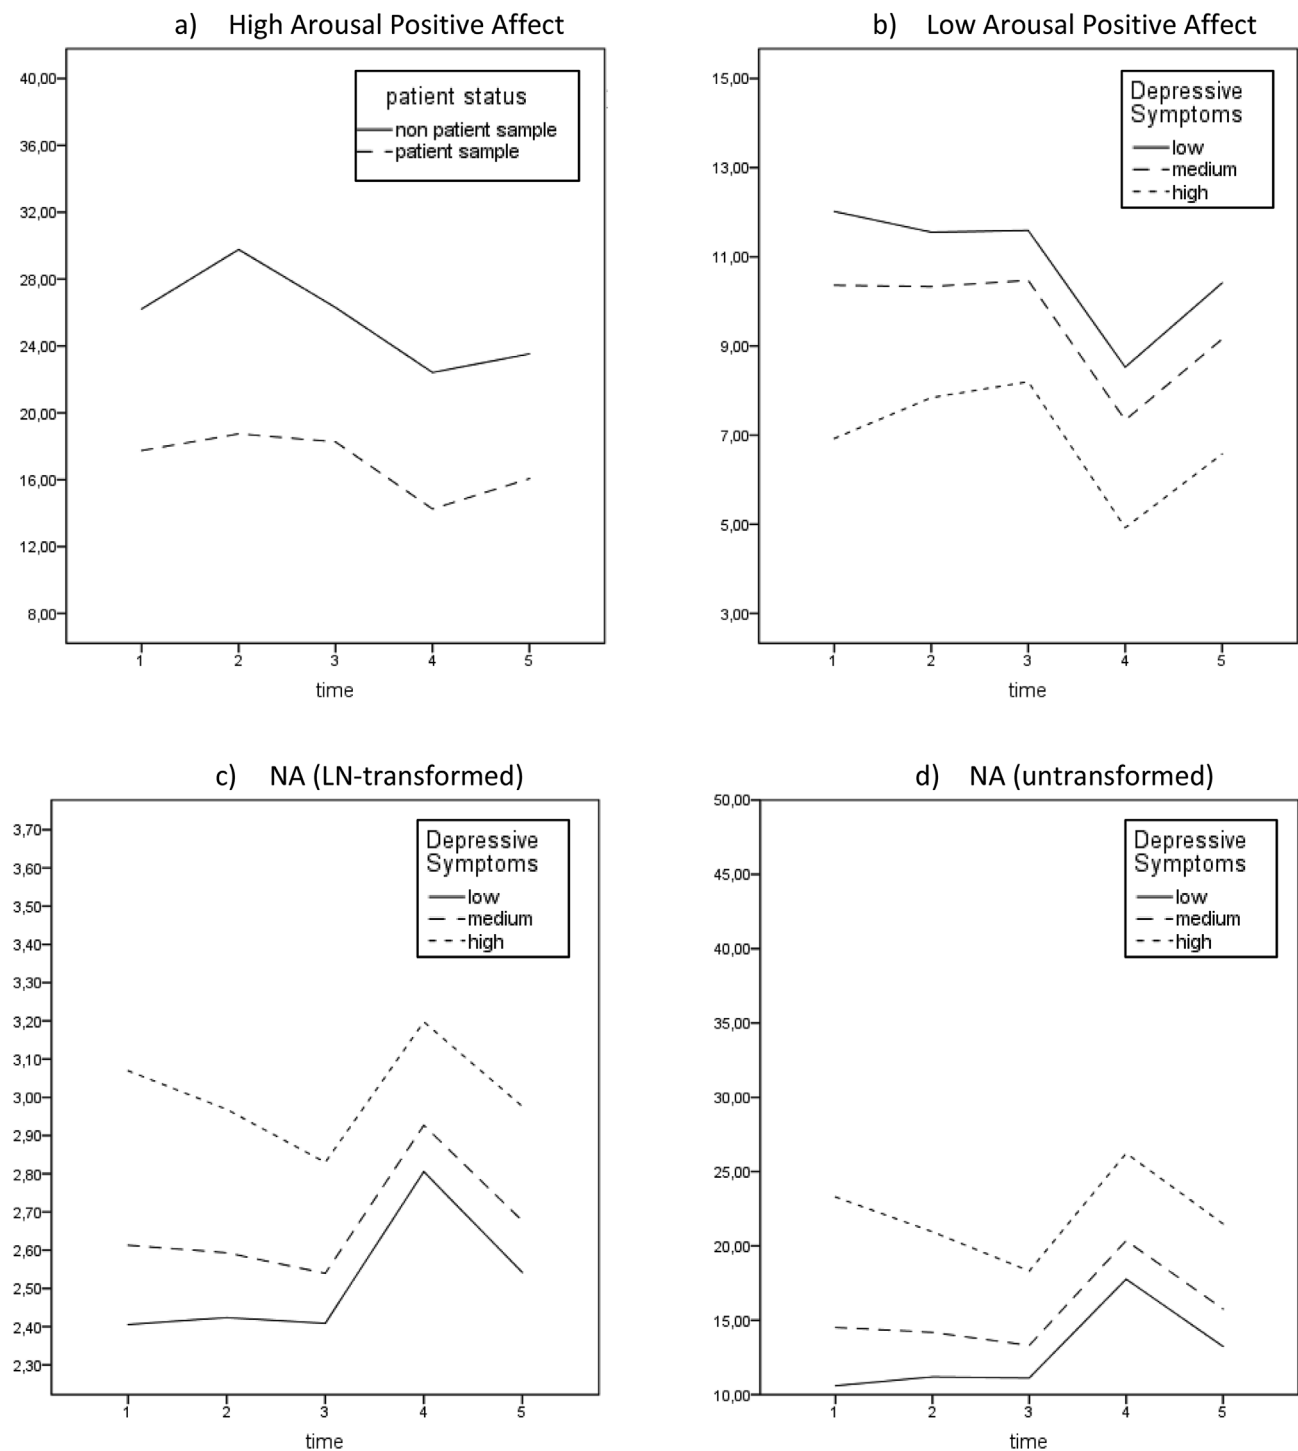 a) High Arousal Positive Affect
40,00
36,00
32,00
28,00
24,00
20,00
16,00
12,00
8,00
patient status
non patient sample
patient sample
1 2 3 4 5
time
b) Low Arousal Positive Affect
15,00
13,00
11,00
9,00
7,00
5,00
3,00
Depressive
Symptoms
low
medium
high
1 2 3 4 5
time
c) NA (LN-transformed)
3,70
3,60
3,50
3,40
3,30
3,20
3,10
3,00
2,90
2,80
2,70
2,60
2,50
2,40
2,30
Depressive
Symptoms
low
medium
high
1 2 3 4 5
time
d) NA (untransformed)
50,00
45,00
40,00
35,00
30,00
25,00
20,00
15,00
10,00
Depressive
Symptoms
low
medium
high
1 2 3 4 5
time